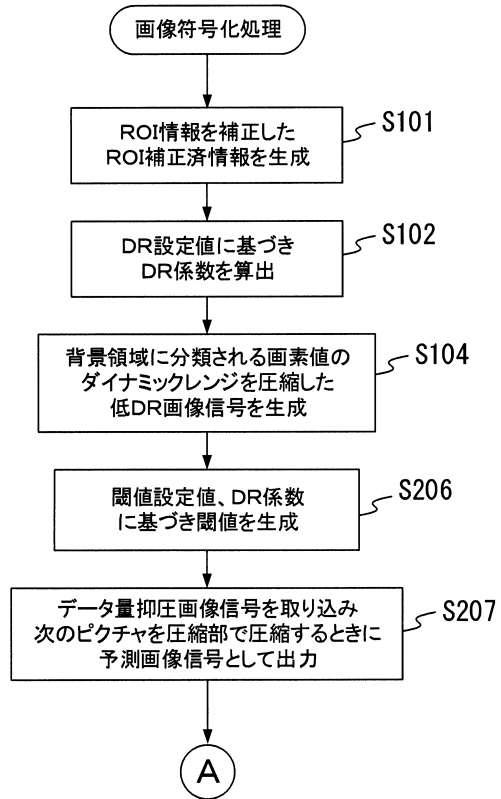 画像符号化処理
ROI情報を補正した
ROI補正済情報を生成
S101
DR設定値に基づき
DR係数を算出
S102
背景領域に分類される画素値の
ダイナミックレンジを圧縮した
低DR画像信号を生成
S104
閾値設定値、DR係数
に基づき閾値を生成
S206
データ量抑圧画像信号を取り込み
次のピクチャを圧縮部で圧縮するときに
予測画像信号として出力
S207
A